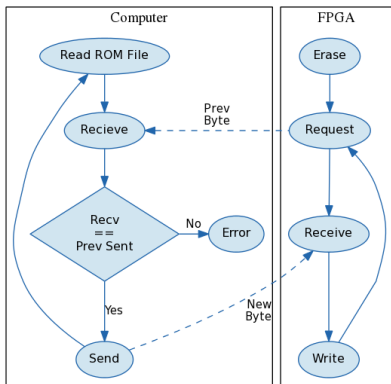 Computer
FPGA
Read ROM File
Erase
Prev
Byte
Recieve
Request
Recv
==
Prev Sent
No
Error
Receive
Yes
New
Byte
Send
Write